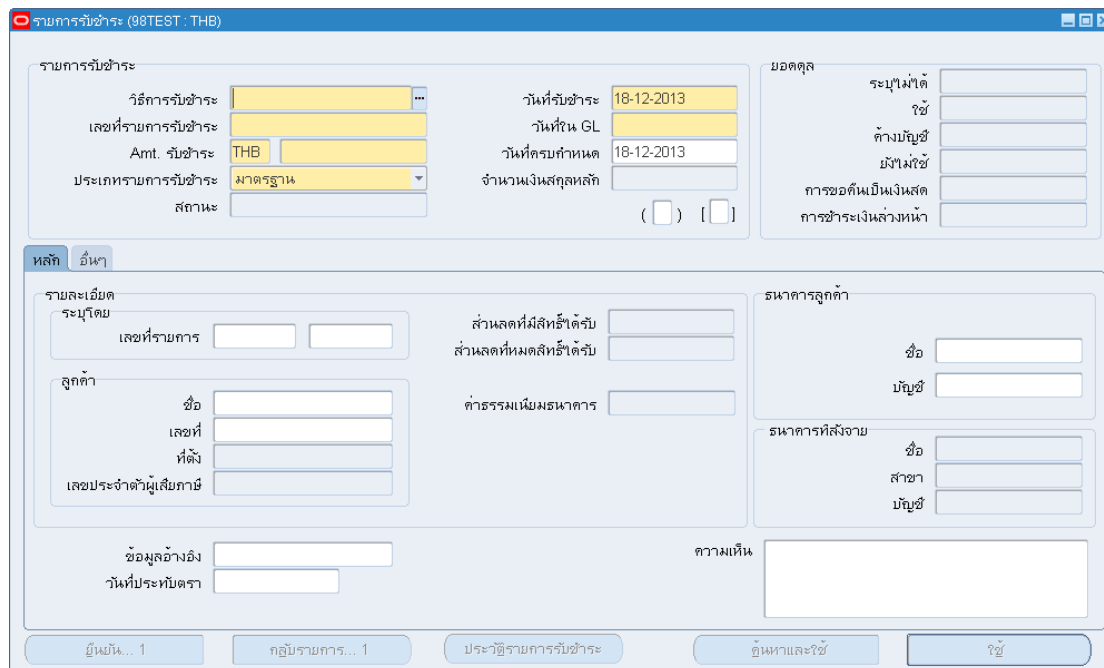 รายการรับชำระ (98TEST : THB)
รายการรับชำระ
วิธีการรับชำระ
เลขที่รายการรับชำระ
Amt. รับชำระ THB
ประเภทรายการรับชำระ มาตรฐาน
สถานะ
วันที่รับชำระ 18-12-2013
วันที่ใน GL
วันที่ครบกำหนด 18-12-2013
จำนวนเงินสกุลหลัก
( ) [ ]
ยอดดุล
ระบุไม่ได้
ใช้
ค้างบัญชี
ยังไม่ใช้
การขอคืนเป็นเงินสด
การชำระเงินล่วงหน้า
หลัก อื่นๆ
รายละเอียด
ระบุโดย
เลขที่รายการ
ลูกค้า
ชื่อ
เลขที่
ที่ตั้ง
เลขประจำตัวผู้เสียภาษี
ส่วนลดที่มีสิทธิ์ได้รับ
ส่วนลดที่หมดสิทธิ์ได้รับ
ค่าธรรมเนียมธนาคาร
ธนาคารลูกค้า
ชื่อ
บัญชี
ธนาคารที่สั่งจ่าย
ชื่อ
สาขา
บัญชี
ข้อมูลอ้างอิง
วันที่ประทับตรา
ความเห็น
ยืนยัน... 1 กลับรายการ... 1 ประวัติรายการรับชำระ ค้นหาและใช้ ใช้